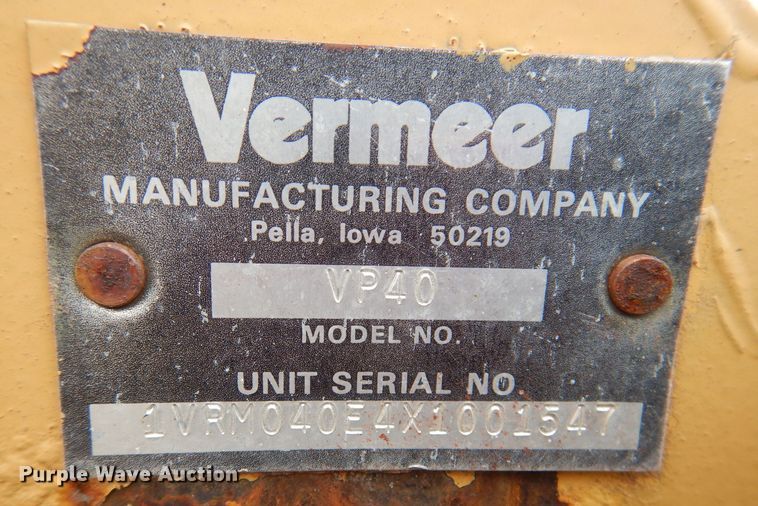 Vermeer
MANUFACTURING COMPANY
Pella, Iowa 50219
VP40
MODEL NO.
UNIT SERIAL NO.
1VRM040E4X1001547
Purple Wave Auction